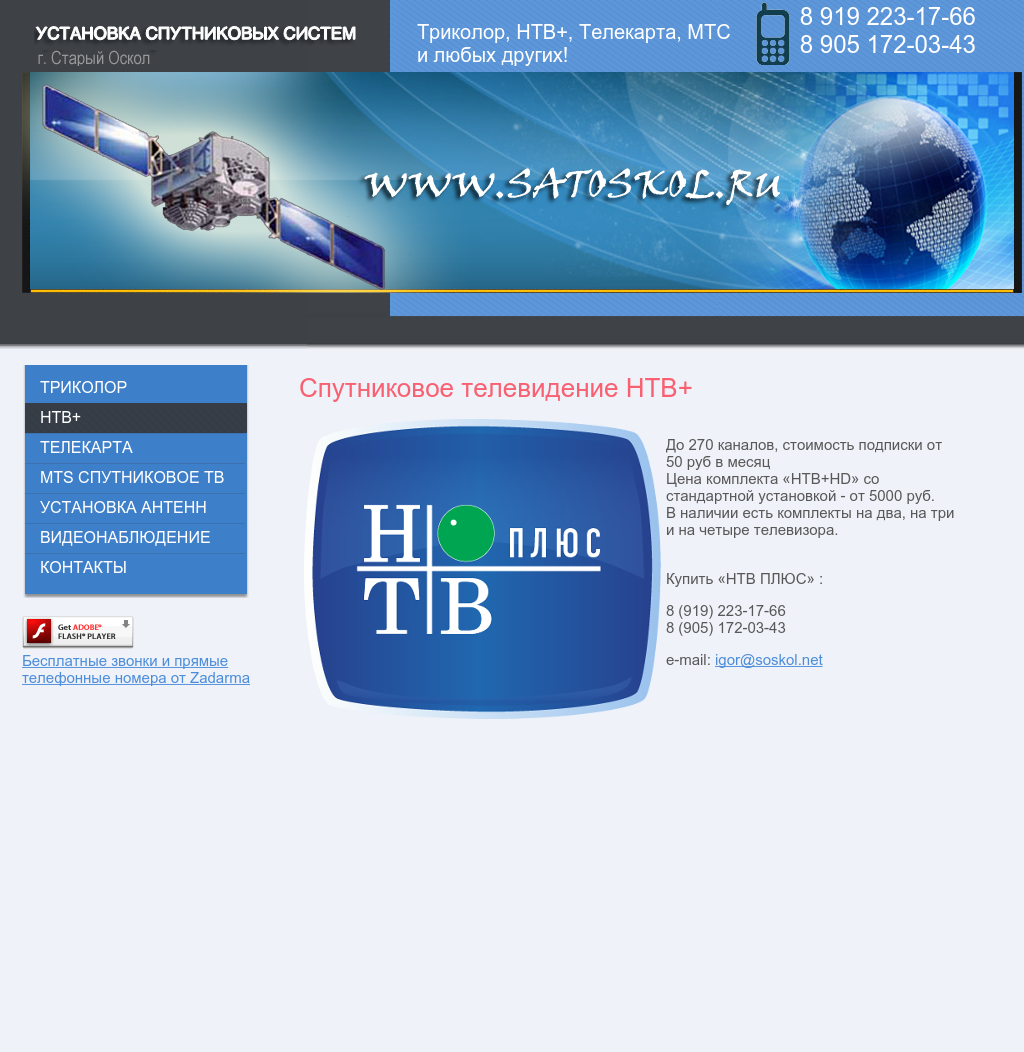 УСТАНОВКА СПУТНИКОВЫХ СИСТЕМ
г. Старый Оскол
Триколор, НТВ+, Телекарта, МТС
и любых других!
8 919 223-17-66
8 905 172-03-43
WWW.SATOSKOL.RU
ТРИКОЛОР
НТВ+
ТЕЛЕКАРТА
MTS СПУТНИКОВОЕ ТВ
УСТАНОВКА АНТЕНН
ВИДЕОНАБЛЮДЕНИЕ
КОНТАКТЫ
Get ADOBE®
FLASH® PLAYER
Бесплатные звонки и прямые
телефонные номера от Zadarma
Спутниковое телевидение НТВ+
Н ПЛЮС
ТВ
До 270 каналов, стоимость подписки от
50 руб в месяц
Цена комплекта «НТВ+HD» со
стандартной установкой - от 5000 руб.
В наличии есть комплекты на два, на три
и на четыре телевизора.
Купить «НТВ ПЛЮС» :
8 (919) 223-17-66
8 (905) 172-03-43
e-mail: igor@soskol.net